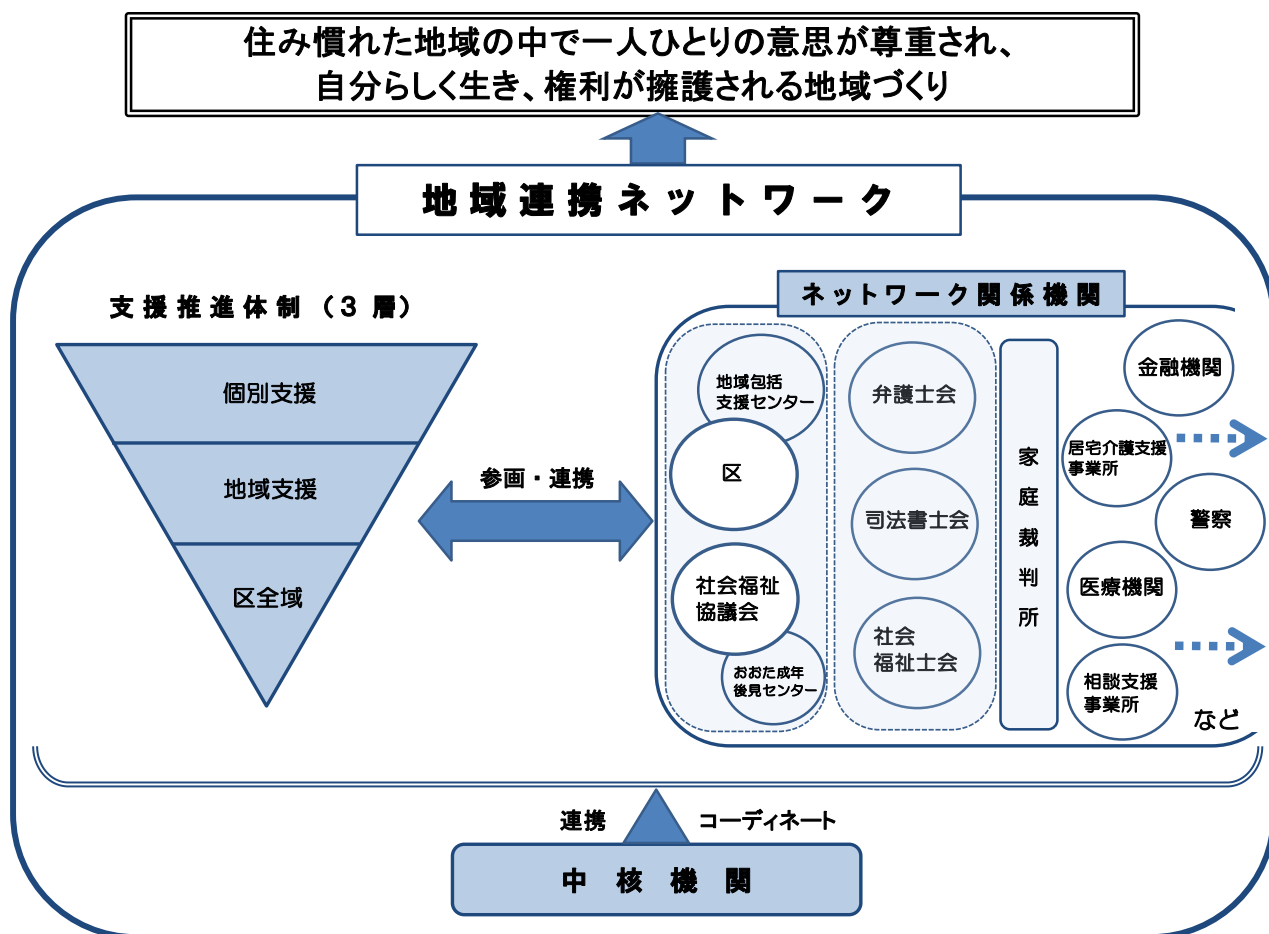 住み慣れた地域の中で一人ひとりの意思が尊重され、
自分らしく生き、権利が擁護される地域づくり
地域連携ネットワーク
支援推進体制（３層）
個別支援
地域支援
区全域
参画・連携
ネットワーク関係機関
地域包括
支援センター
区
社会福祉
協議会
おおた成年
後見センター
弁護士会
司法書士会
社会
福祉士会
家庭裁判所
金融機関
居宅介護支援
事業所
警察
医療機関
相談支援
事業所
など
連携
コーディネート
中核機関